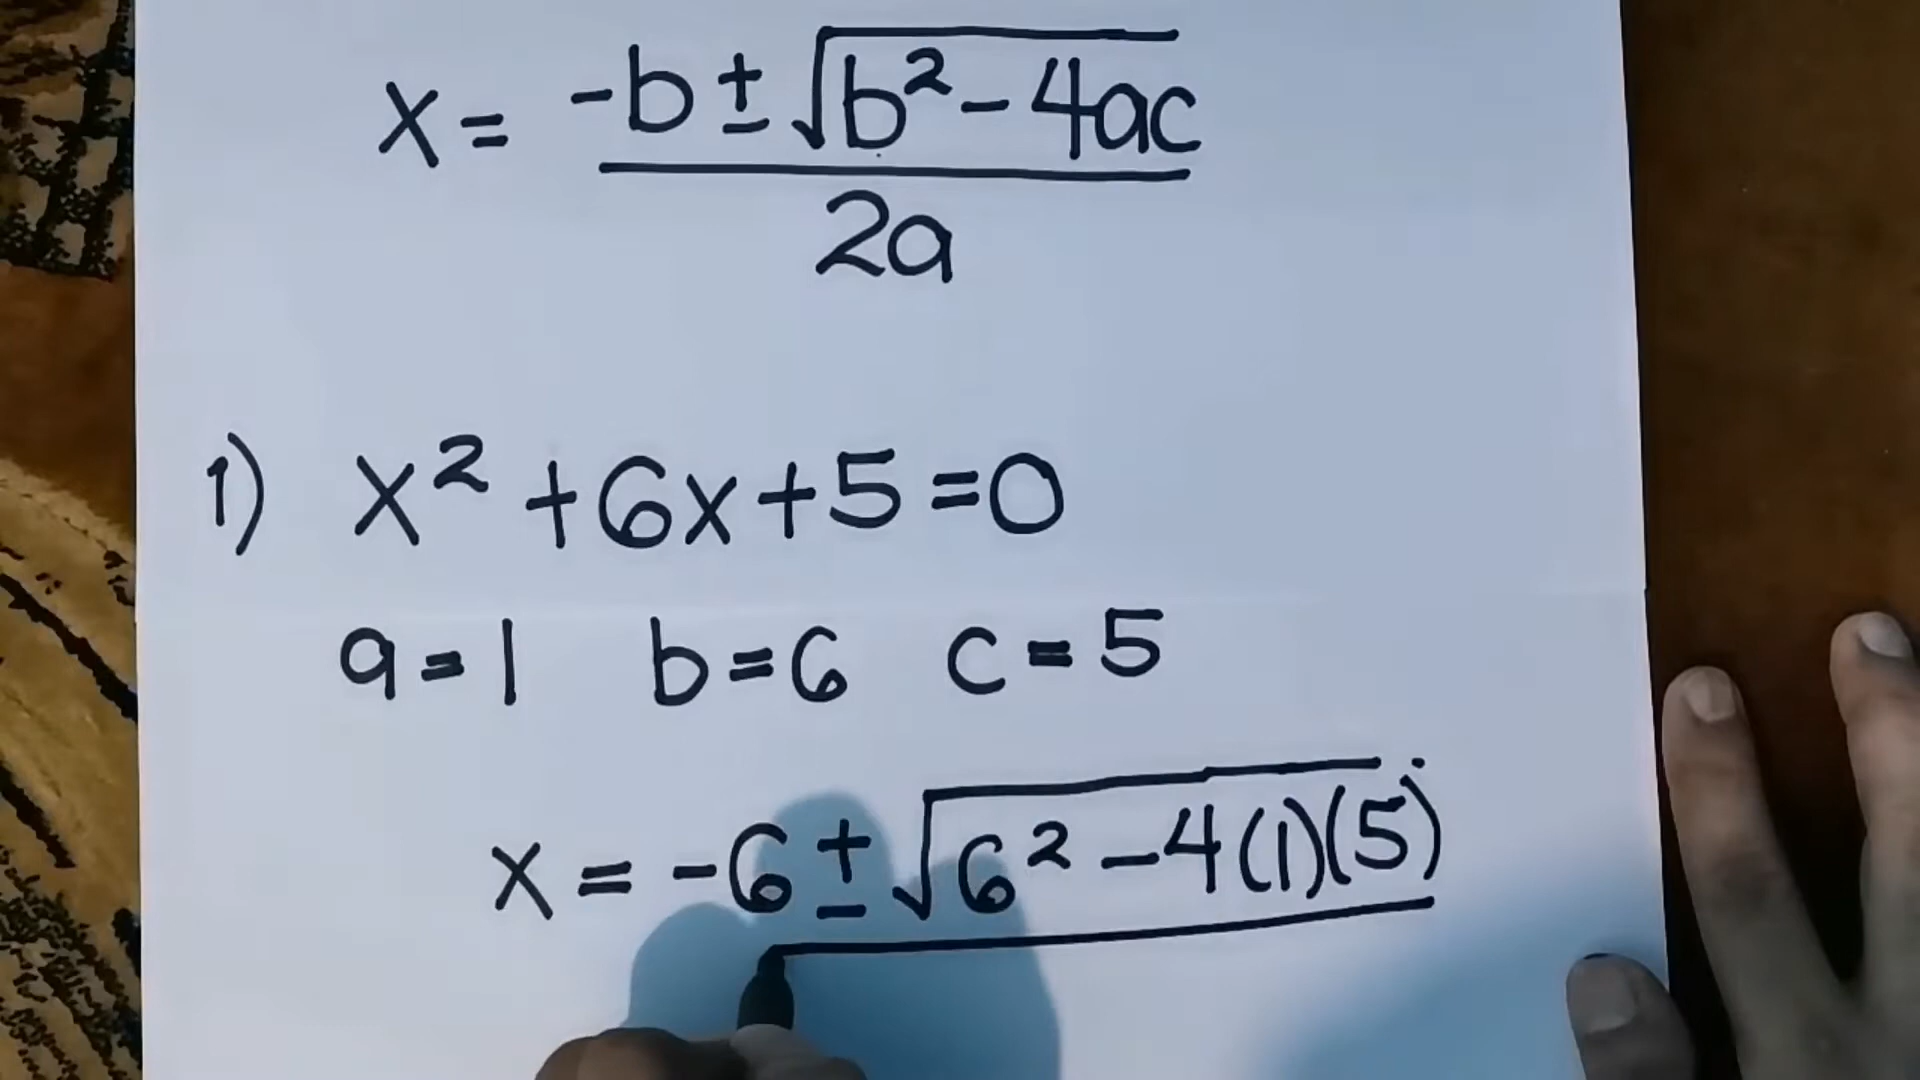 x = -b ± √b² - 4ac
2a
1) x² + 6x + 5 = 0
a = 1 b = 6 c = 5
x = -6 ± √6² - 4(1)(5)